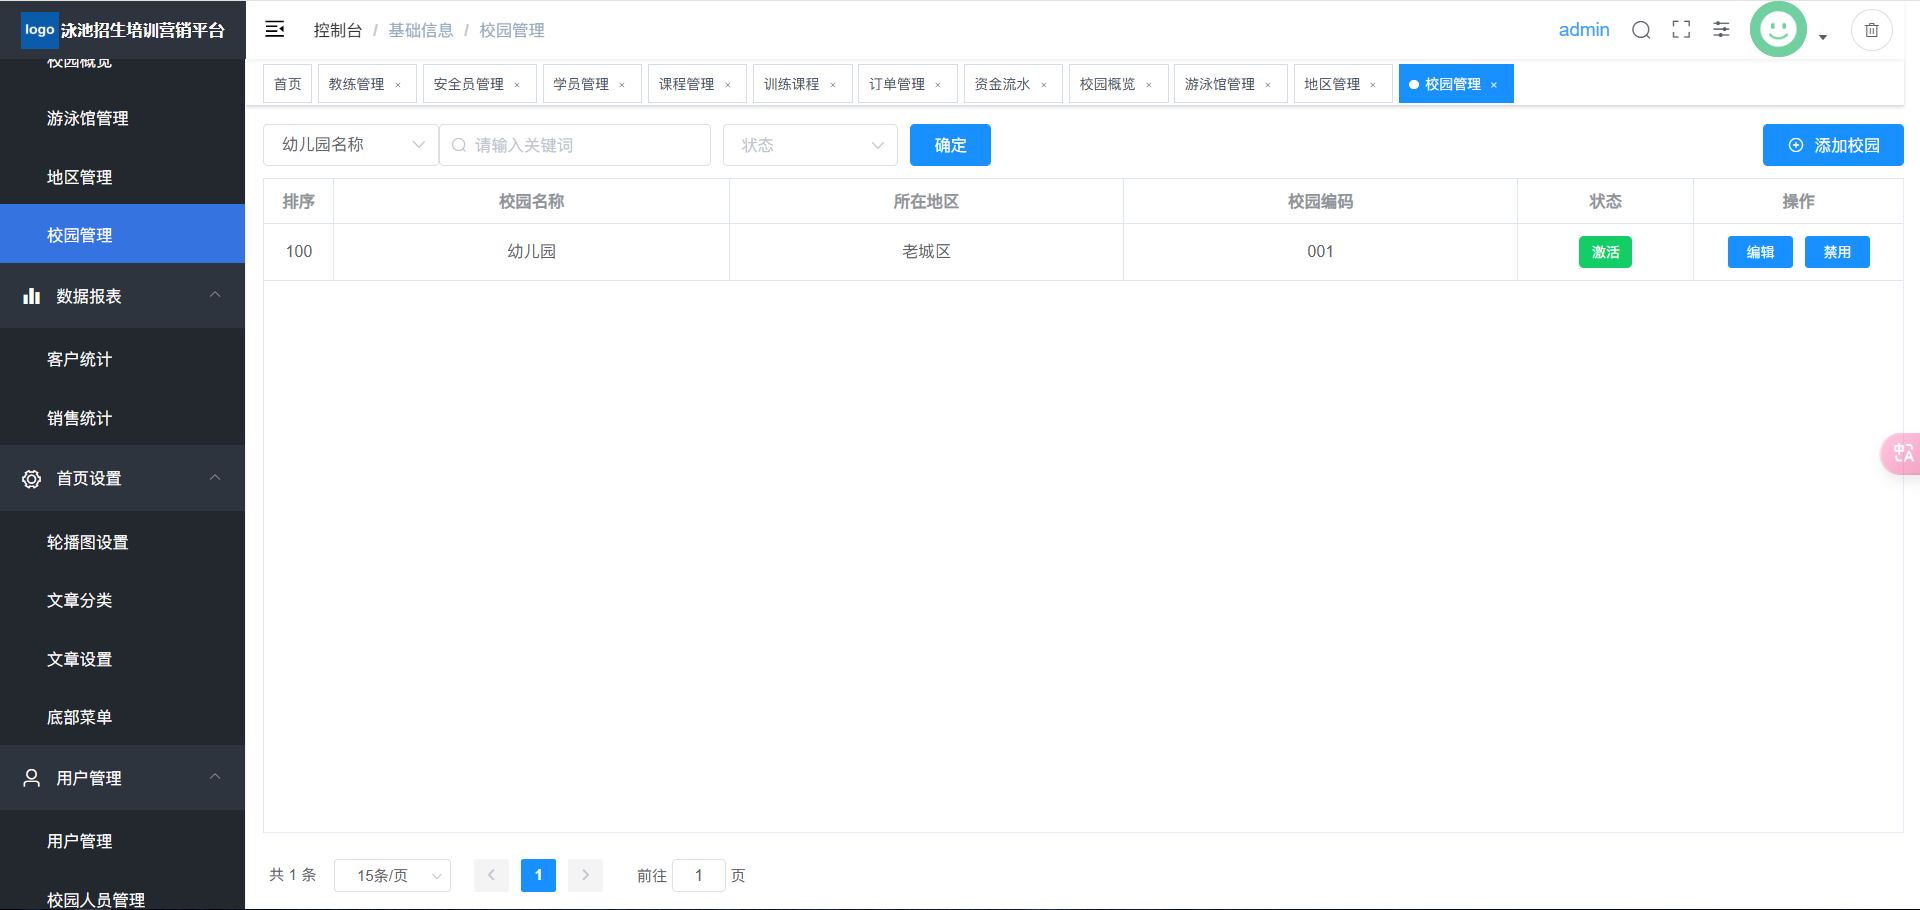 logo 泳池招生培训营销平台
校园概览
游泳馆管理
地区管理
校园管理
数据报表
客户统计
销售统计
首页设置
轮播图设置
文章分类
文章设置
底部菜单
用户管理
用户管理
校园人员管理
控制台 / 基础信息 / 校园管理
admin
首页 教练管理 × 安全员管理 × 学员管理 × 课程管理 × 训练课程 × 订单管理 × 资金流水 × 校园概览 × 游泳馆管理 × 地区管理 × 校园管理 ×
幼儿园名称 请输入关键词 状态 确定 添加校园
排序 校园名称 所在地区 校园编码 状态 操作
100 幼儿园 老城区 001 激活 编辑 禁用
共 1 条 15条/页 1 前往 1 页
中A